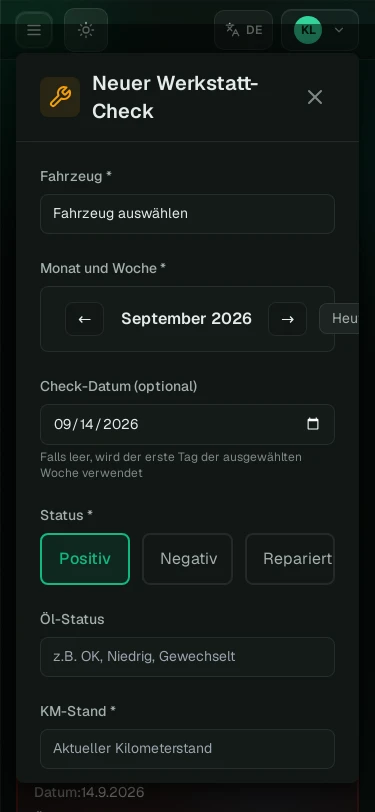 DE
KL
Neuer Werkstatt-
Check
Fahrzeug *
Fahrzeug auswählen
Monat und Woche *
← September 2026 → Heu
Check-Datum (optional)
09/14/2026
Falls leer, wird der erste Tag der ausgewählten
Woche verwendet
Status *
Positiv Negativ Repariert
Öl-Status
z.B. OK, Niedrig, Gewechselt
KM-Stand *
Aktueller Kilometerstand
Datum:14.9.2026